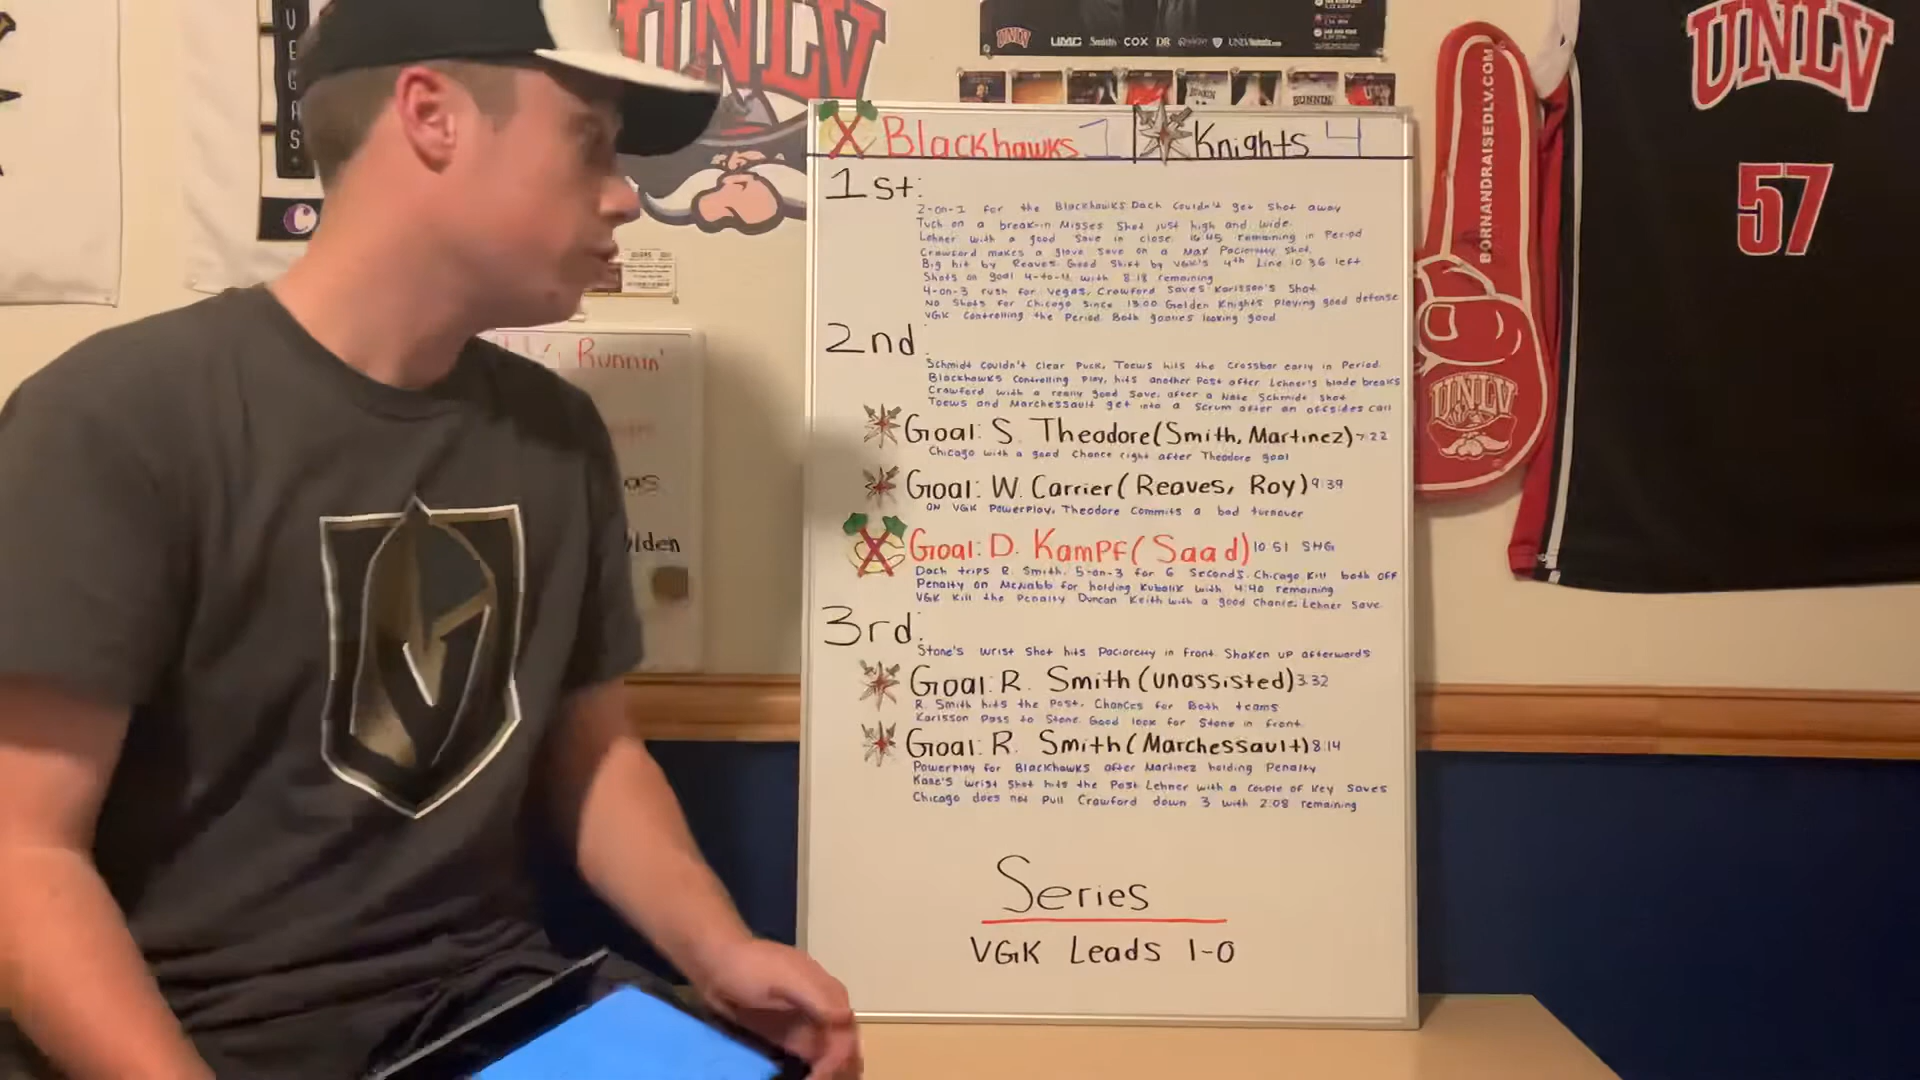 VEGAS
UNLV
UNLV
UMC Smith's COX DR UNLVtickets.com
RUNNIN
BORNANDRAISEDLV.COM
UNLV
UNLV
57
Runnin'
as
lden
Blackhawks 1 Knights 4
1st:
2-on-1 for the Blackhawks Dach couldn't get shot away
Tuch on a break-in Misses shot just high and wide.
Lehner with a good save in close. 16:45 remaining in Period
Crawford makes a glove save on a Max Pacioretty shot.
Big hit by Reaves. Good shift by VGK's 4th Line 10:36 left
Shots on goal 4-to-4 with 8:18 remaining
4-on-3 rush for Vegas, Crawford saves Karlsson's shot
No shots for Chicago since 13:00 Golden Knights playing good defense
VGK controlling the Period. Both goalies looking good
2nd:
Schmidt couldn't clear puck, Toews hits the crossbar early in Period.
Blackhawks controlling play, hits another post after Lehner's blade breaks
Crawford with a really good save, after a Nate Schmidt shot
Toews and Marchessault get into a scrum after an offsides call
Goal: S. Theodore (Smith, Martinez) 7:22
Chicago with a good chance right after Theodore goal
Goal: W. Carrier (Reaves, Roy) 9:39
ON VGK Powerplay, Theodore commits a bad turnover
Goal: D. Kampf (Saad) 10:51 SHG
Dach trips R. Smith. 5-on-3 for 6 seconds. Chicago kill both off
Penalty on McNabb for holding Kubalik with 4:40 remaining
VGK kill the Penalty Duncan Keith with a good chance, Lehner save
3rd:
Stone's wrist shot hits Pacioretty in front. Shaken up afterwards
Goal: R. Smith (unassisted) 3:32
R. Smith hits the post. Chances for both teams
Karlsson pass to Stone. Good look for Stone in front.
Goal: R. Smith (Marchessault) 8:14
Powerplay for Blackhawks after Martinez holding Penalty
Kane's wrist shot hits the post. Lehner with a couple of key saves
Chicago does not pull Crawford down 3 with 2:08 remaining
Series
VGK Leads 1-0